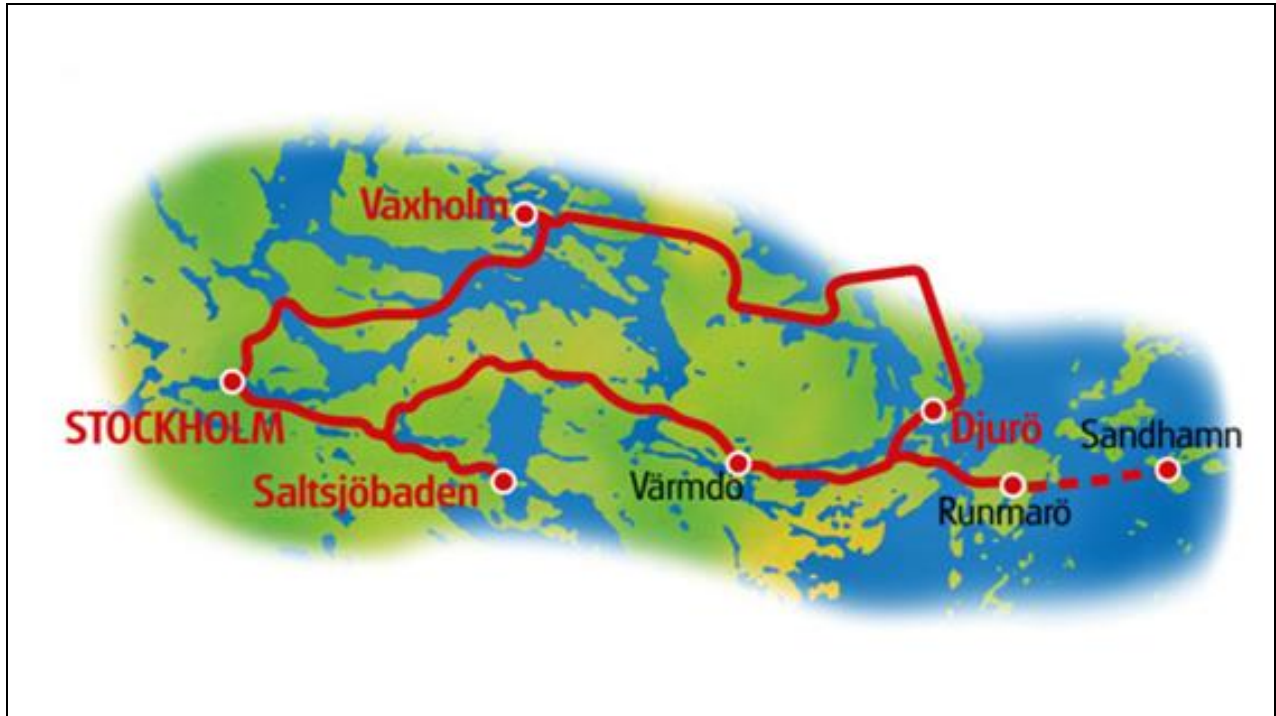 Vaxholm
STOCKHOLM
Djurö
Sandhamn
Saltsjöbaden
Värmdö
Runmarö